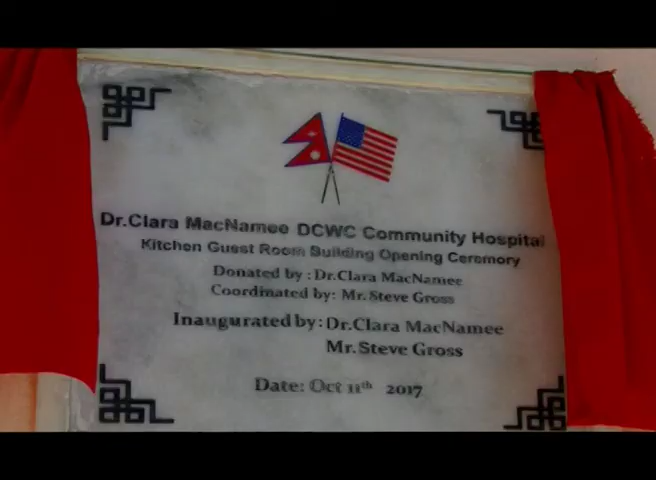 Dr.Clara MacNamee DCWC Community Hospital
Kitchen Guest Room Building Opening Ceremony
Donated by : Dr.Clara MacNamee
Coordinated by: Mr. Steve Gross
Inaugurated by: Dr.Clara MacNamee
Mr. Steve Gross
Date: Oct 11th 2017